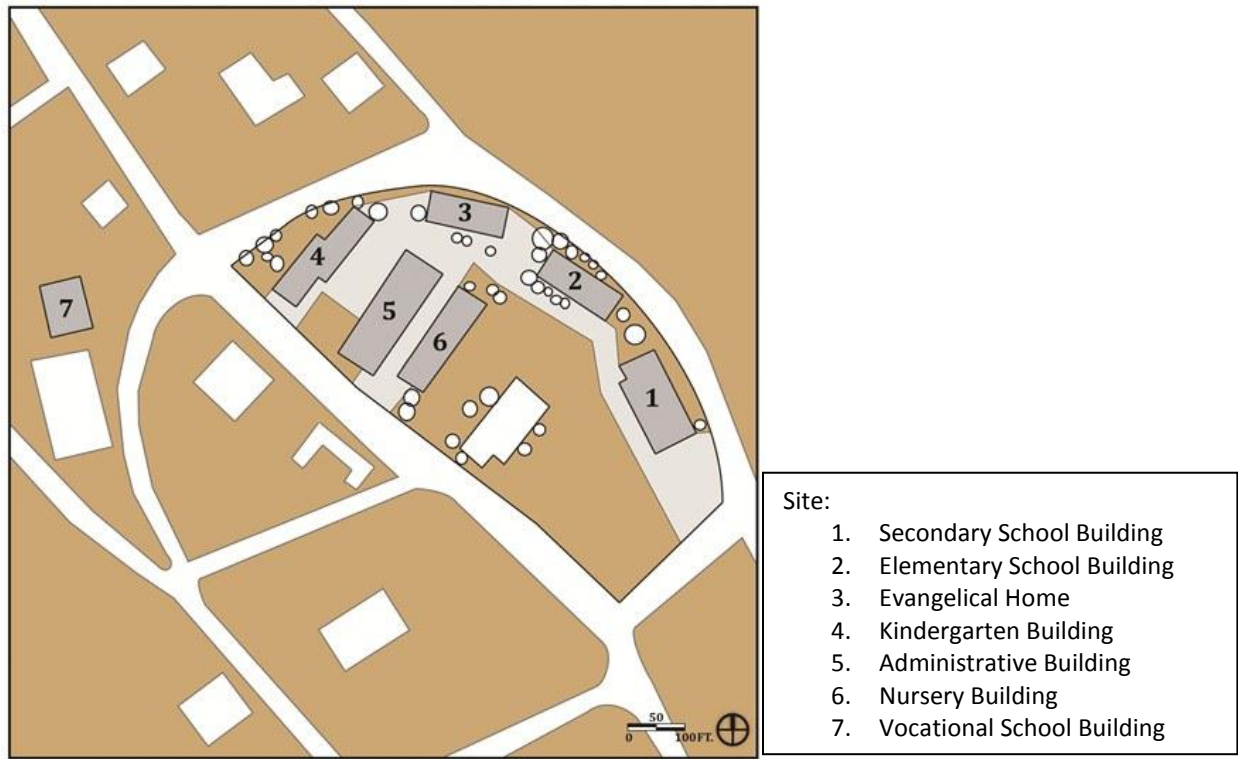 3
4
2
7
5
6
1
50
0 100FT.
Site:
1. Secondary School Building
2. Elementary School Building
3. Evangelical Home
4. Kindergarten Building
5. Administrative Building
6. Nursery Building
7. Vocational School Building